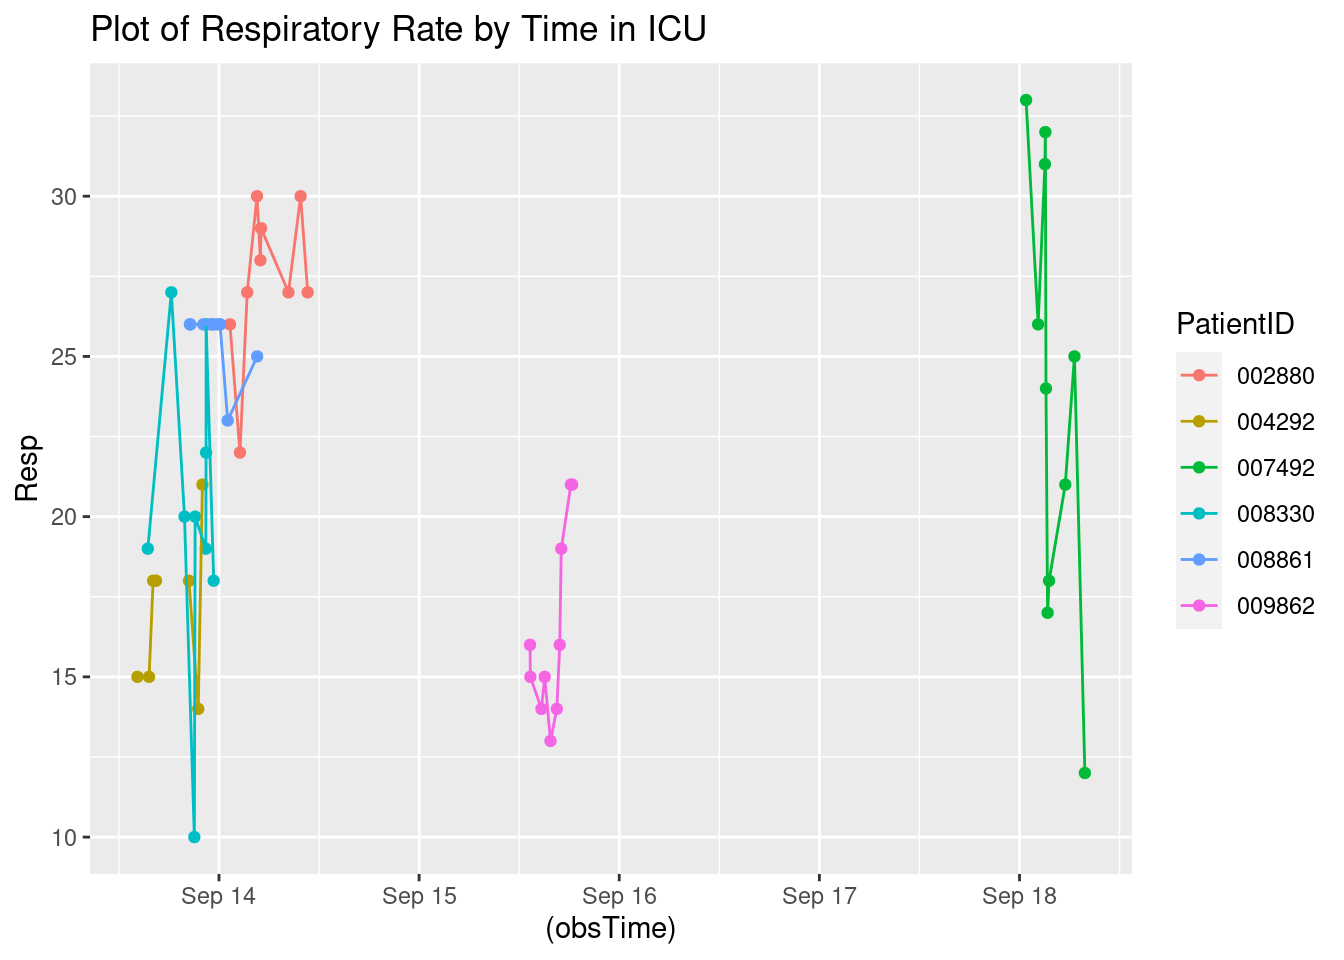 Plot of Respiratory Rate by Time in ICU
Resp
30
25
20
15
10
Sep 14 Sep 15 Sep 16 Sep 17 Sep 18
(obsTime)
PatientID
002880
004292
007492
008330
008861
009862